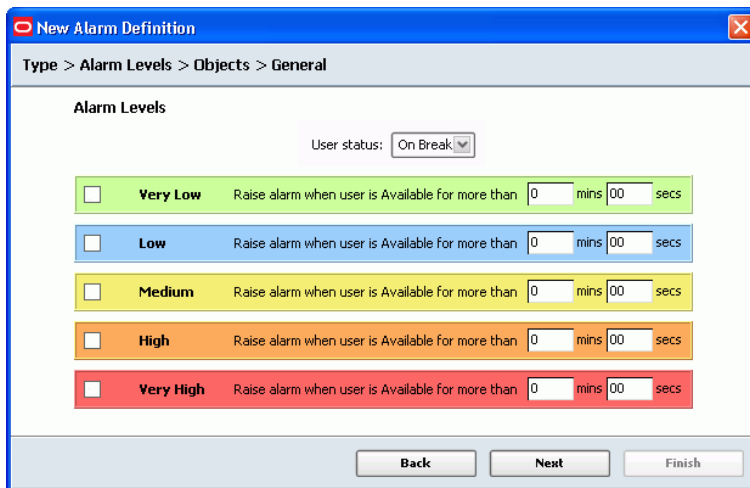 New Alarm Definition
Type > Alarm Levels > Objects > General
Alarm Levels
User status: On Break
Very Low Raise alarm when user is Available for more than 0 mins 00 secs
Low Raise alarm when user is Available for more than 0 mins 00 secs
Medium Raise alarm when user is Available for more than 0 mins 00 secs
High Raise alarm when user is Available for more than 0 mins 00 secs
Very High Raise alarm when user is Available for more than 0 mins 00 secs
Back Next Finish